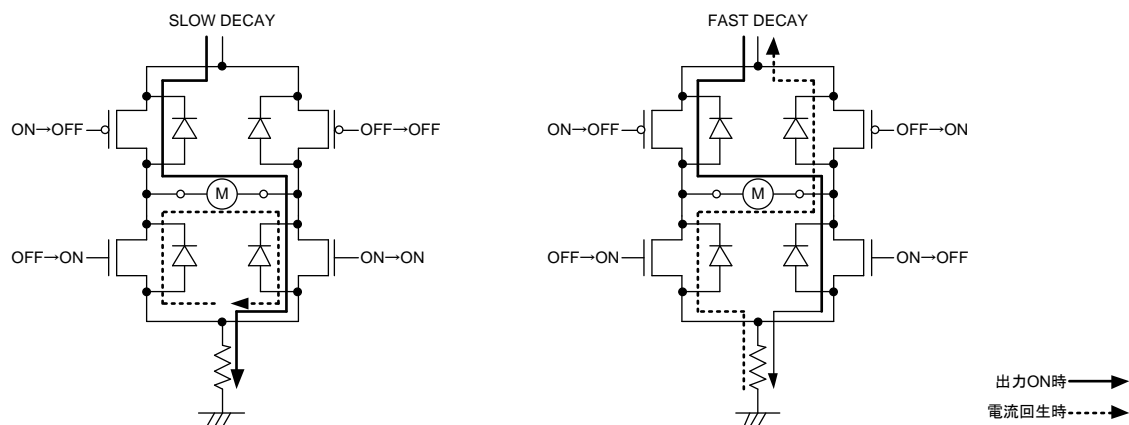 SLOW DECAY
ON→OFF
OFF→OFF
M
OFF→ON
ON→ON
FAST DECAY
ON→OFF
OFF→ON
M
OFF→ON
ON→OFF
出力ON時
電流回生時